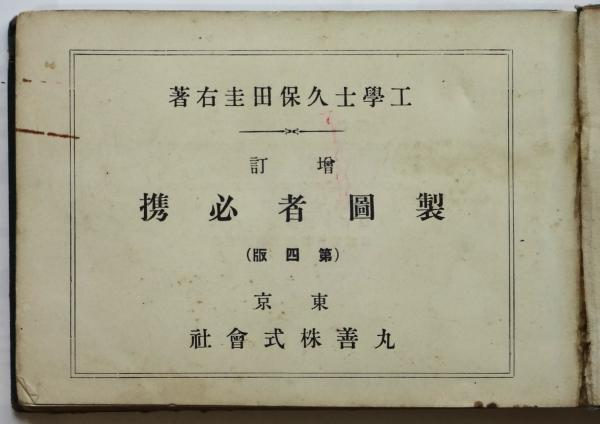 工學士久保田圭右著
增訂
製圖者必携
(第四版)
東京
丸善株式會社